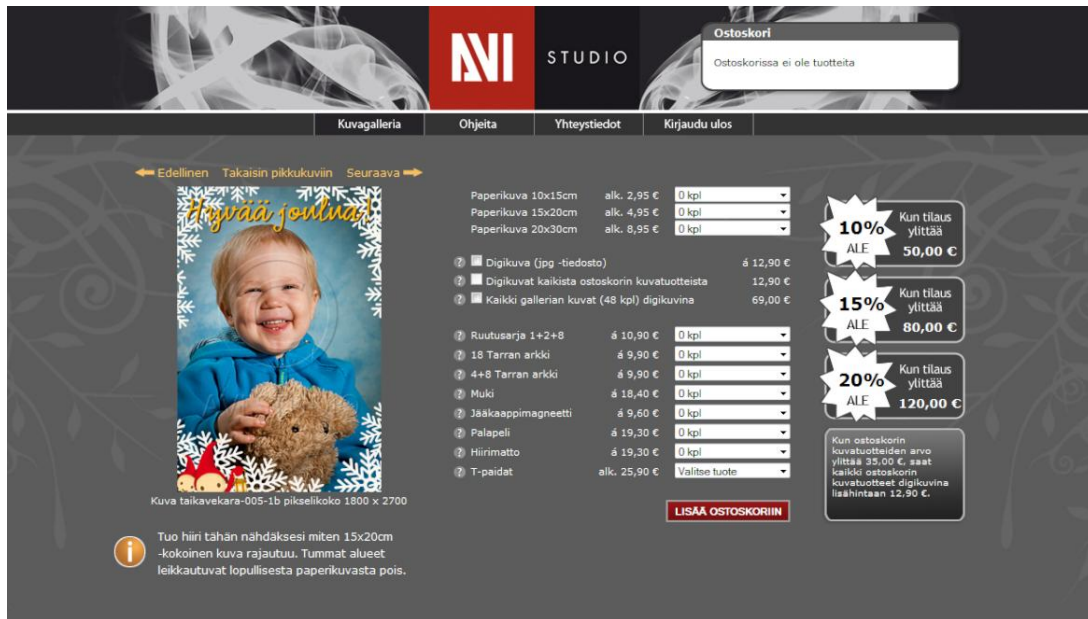 NVI STUDIO
Ostoskori
Ostoskorissa ei ole tuotteita
Kuvagalleria Ohjeita Yhteystiedot Kirjaudu ulos
Edellinen Takaisin pikkukuviin Seuraava
Hyvää joulua!
Kuva taikavekara-005-1b pikselikoko 1800 x 2700
Tuo hiiri tähän nähdäksesi miten 15x20cm
-kokoinen kuva rajautuu. Tummat alueet
leikkautuvat lopullisesta paperikuvasta pois.
Paperikuva 10x15cm alk. 2,95 € 0 kpl
Paperikuva 15x20cm alk. 4,95 € 0 kpl
Paperikuva 20x30cm alk. 8,95 € 0 kpl
? Digikuva (jpg -tiedosto) á 12,90 €
? Digikuvat kaikista ostoskorin kuvatuotteista 12,90 €
? Kaikki gallerian kuvat (48 kpl) digikuvina 69,00 €
? Ruutusarja 1+2+8 á 10,90 € 0 kpl
? 18 Tarran arkki á 9,90 € 0 kpl
? 4+8 Tarran arkki á 9,90 € 0 kpl
? Muki á 18,40 € 0 kpl
? Jääkaappimagneetti á 9,60 € 0 kpl
? Palapeli á 19,30 € 0 kpl
? Hiirimatto á 19,30 € 0 kpl
? T-paidat alk. 25,90 € Valitse tuote
LISÄÄ OSTOSKORIIN
10% ALE
Kun tilaus
ylittää
50,00 €
15% ALE
Kun tilaus
ylittää
80,00 €
20% ALE
Kun tilaus
ylittää
120,00 €
Kun ostoskorin
kuvatuotteiden arvo
ylittää 35,00 €, saat
kaikki ostoskorin
kuvatuotteet digikuvina
lisähintaan 12,90 €.